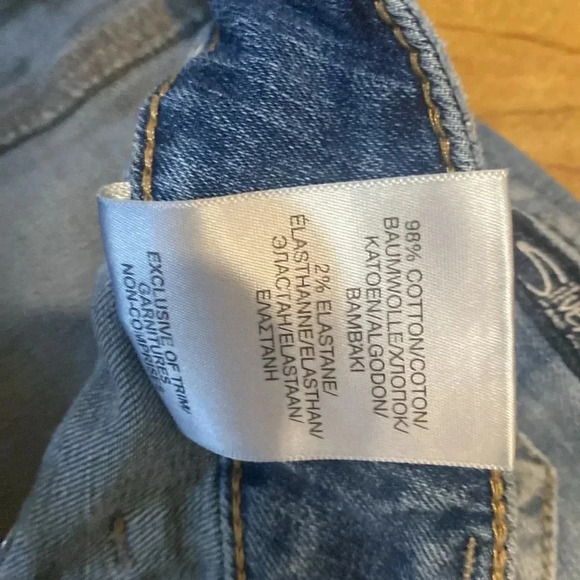 98% COTTON/COTON/
BAUMWOLLE/ХЛОПОК/
KATOEN/ALGODON/
ΒΑΜΒΑΚΙ
2% ELASTANE/
ÉLASTHANNE/ELASTHAN/
ЭЛАСТАН/ELASTAAN/
ΕΛΑΣΤΑΝΗ
EXCLUSIVE OF TRIM/
GARNITURES
NON-COMPRISES